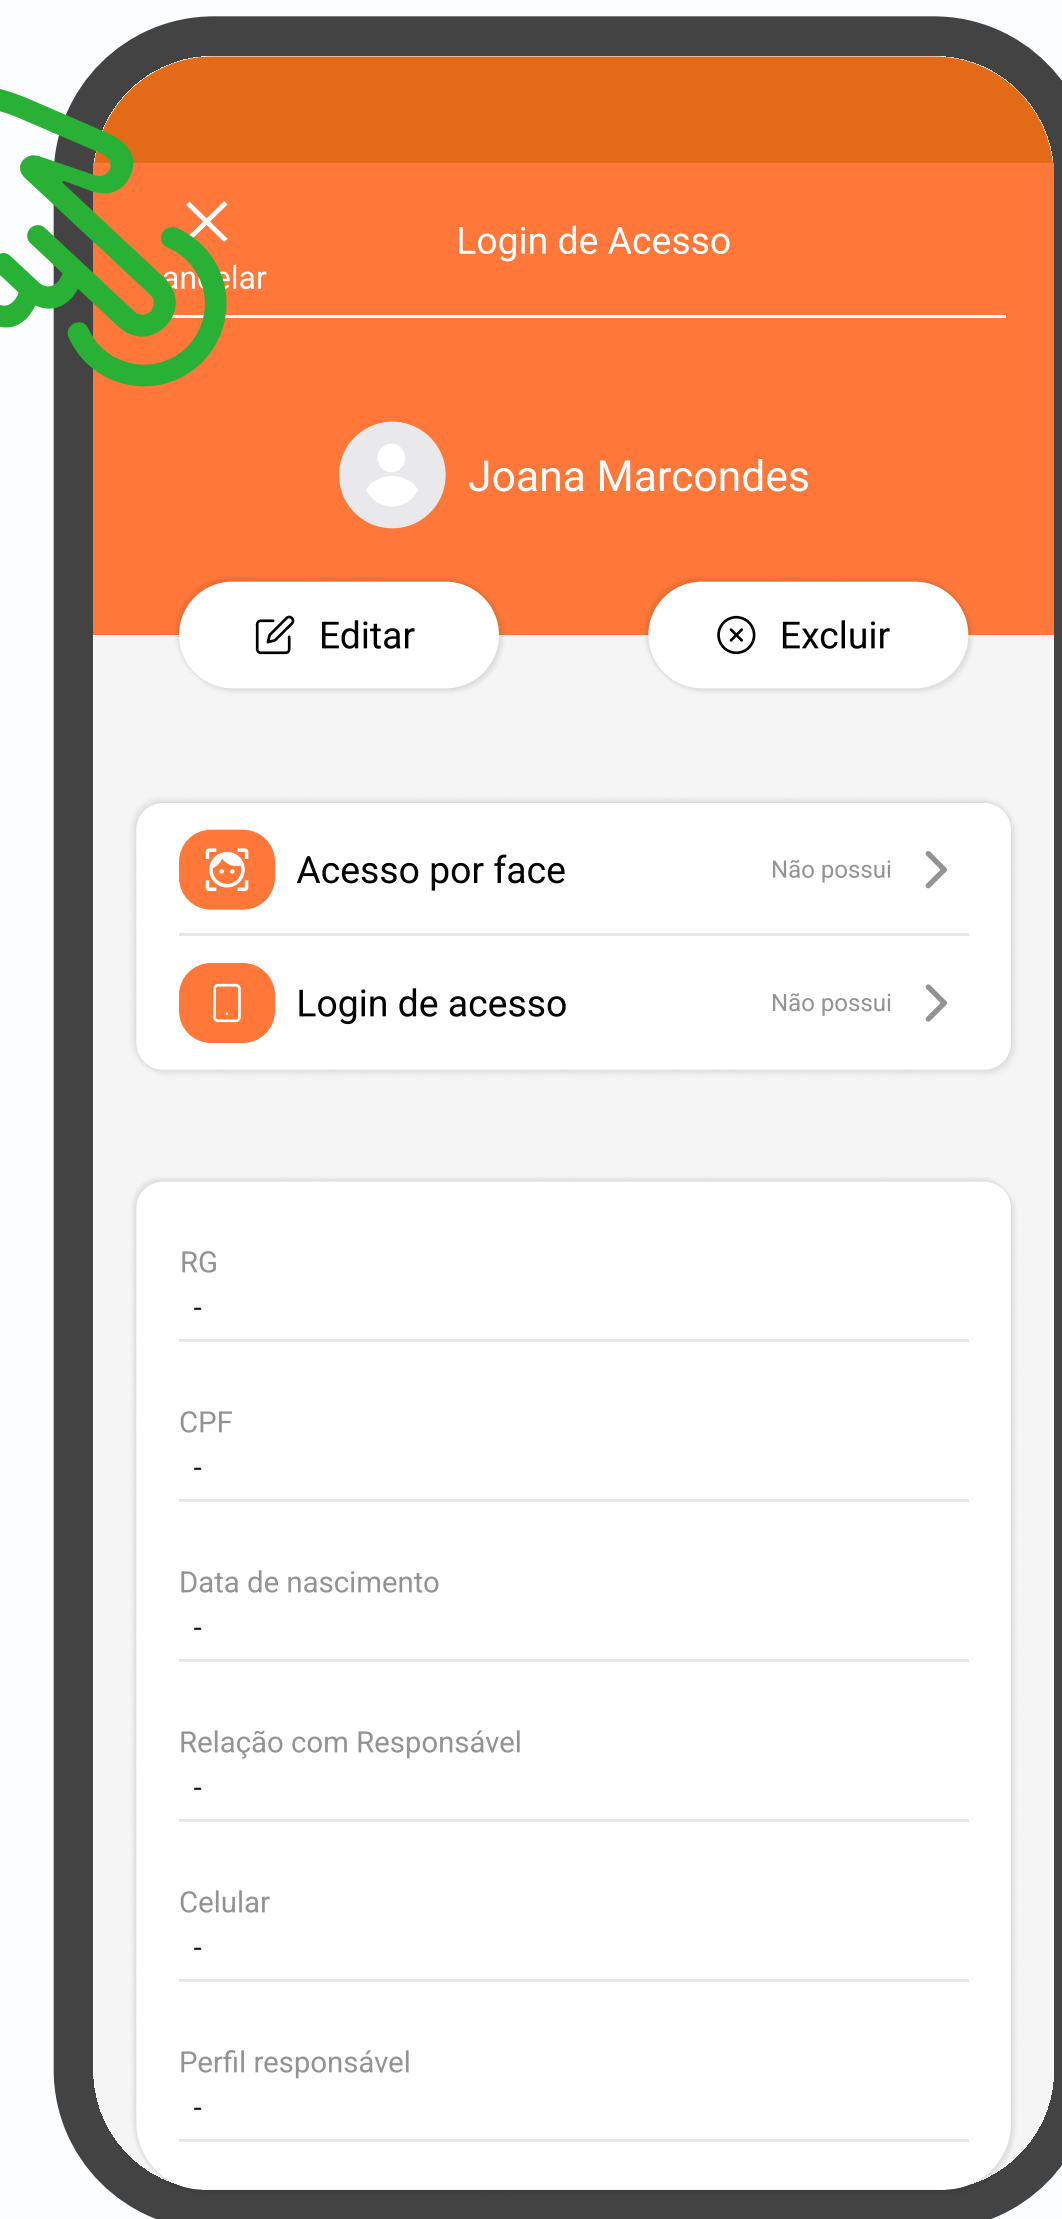 Login de Acesso
Joana Marcondes
Editar
Excluir
Acesso por face
Não possui
Login de acesso
Não possui
RG
-
CPF
-
Data de nascimento
-
Relação com Responsável
-
Celular
-
Perfil responsável
-